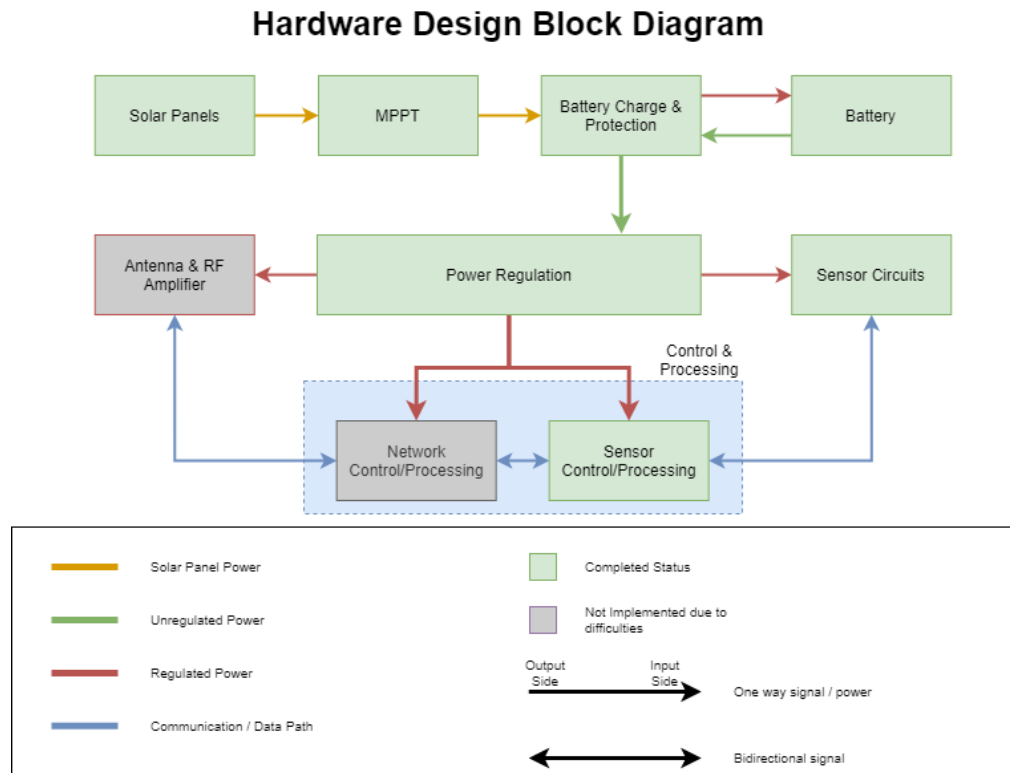 Hardware Design Block Diagram
Solar Panels
MPPT
Battery Charge &
Protection
Battery
Antenna & RF
Amplifier
Power Regulation
Sensor Circuits
Control &
Processing
Network
Control/Processing
Sensor
Control/Processing
Solar Panel Power
Completed Status
Unregulated Power
Not Implemented due to
difficulties
Regulated Power
Output
Side
Input
Side
One way signal / power
Communication / Data Path
Bidirectional signal